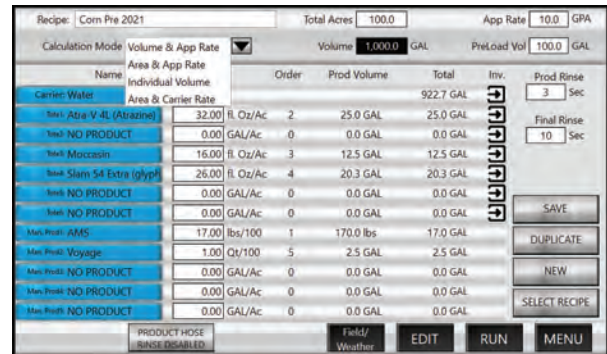 Recipe: Corn Pre 2021 Total Acres 100.0 App Rate 10.0 GPA
Calculation Mode Volume & App Rate Volume 1,000.0 GAL PreLoad Vol 100.0 GAL
Area & App Rate
Individual Volume
Area & Carrier Rate
Name Order Prod Volume Total Inv. Prod Rinse
Carrier: Water 922.7 GAL 3 Sec
Tote1: Atra-V 4L (Atrazine) 32.00 fl. Oz/Ac 2 25.0 GAL 25.0 GAL Final Rinse
NO PRODUCT 0.00 GAL/Ac 0 0.0 GAL 0.0 GAL 10 Sec
Moccasin 16.00 fl. Oz/Ac 3 12.5 GAL 12.5 GAL
Slam 54 Extra (glyph 26.00 fl. Oz/Ac 4 20.3 GAL 20.3 GAL
NO PRODUCT 0.00 GAL/Ac 0 0.0 GAL 0.0 GAL
NO PRODUCT 0.00 GAL/Ac 0 0.0 GAL 0.0 GAL SAVE
Man. Prod1: AMS 17.00 lbs/100 1 170.0 lbs 17.0 GAL DUPLICATE
Man. Prod2: Voyage 1.00 Qt/100 5 2.5 GAL 2.5 GAL
Man. Prod3: NO PRODUCT 0.00 GAL/Ac 0 0.0 GAL 0.0 GAL NEW
Man. Prod4: NO PRODUCT 0.00 GAL/Ac 0 0.0 GAL 0.0 GAL SELECT RECIPE
Man. Prod5: NO PRODUCT 0.00 GAL/Ac 0 0.0 GAL 0.0 GAL
PRODUCT HOSE
RINSE DISABLED
Field/
Weather
EDIT RUN MENU